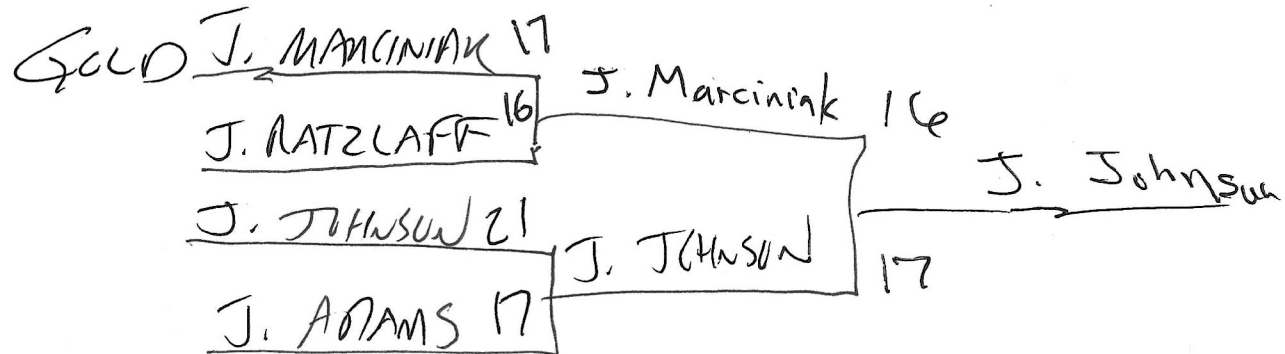 GOLD J. MARCINIAK 17
J. Marciniak 16
J. RATZLAFF 16
J. Johnson
J. JOHNSON 21
J. JOHNSON 17
J. ADAMS 17